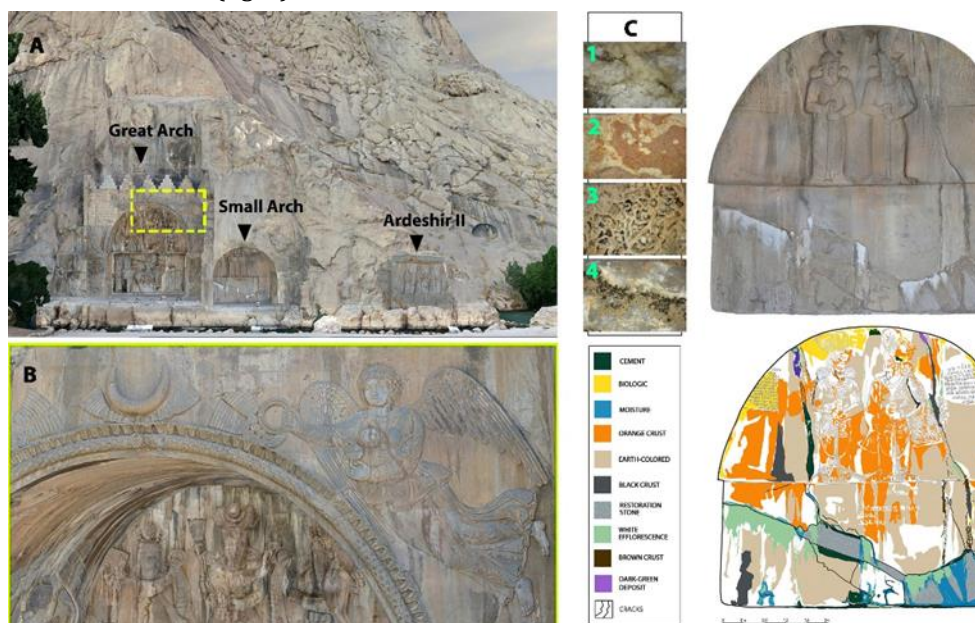 A
Great Arch
Small Arch
Ardeshir II
B
C
1
2
3
4
CEMENT
BIOLOGIC
MOISTURE
ORANGE CRUST
EARTH-COLORED
BLACK CRUST
RESTORATION
STONE
WHITE
EFFLORESCENCE
BROWN CRUST
DARK-GREEN
DEPOSIT
CRACKS